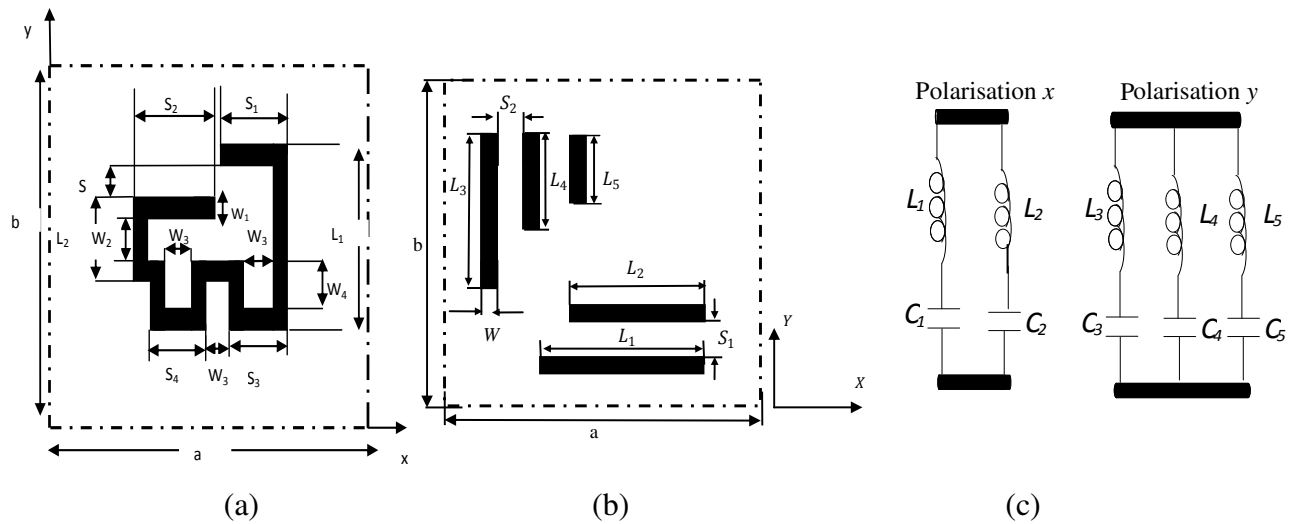 y
b
a
x
S₂
S₁
S
W₁
L₂
W₂
W₃
W₃
L₁
W₄
S₄
W₃
S₃
(a)
b
S₂
L₃
L₄
L₅
W
L₂
L₁
S₁
a
Y
X
(b)
Polarisation x
Polarisation y
L₁
L₂
L₃
L₄
L₅
C₁
C₂
C₃
C₄
C₅
(c)